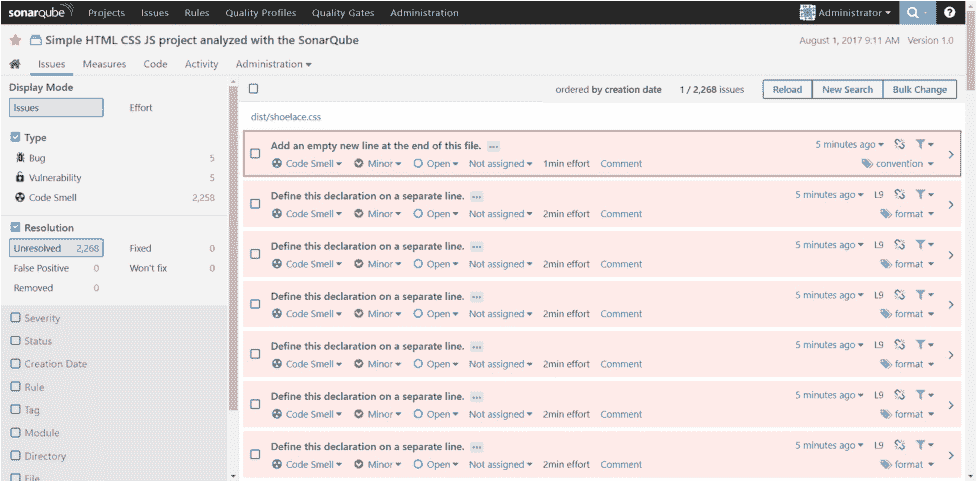 sonarqube Projects Issues Rules Quality Profiles Quality Gates Administration Administrator ?
Simple HTML CSS JS project analyzed with the SonarQube August 1, 2017 9:11 AM Version 1.0
Issues Measures Code Activity Administration
Display Mode
Issues Effort
Type
Bug 5
Vulnerability 5
Code Smell 2,258
Resolution
Unresolved 2,268 Fixed 0
False Positive 0 Won't fix 0
Removed 0
Severity
Status
Creation Date
Rule
Tag
Module
Directory
File
ordered by creation date 1 / 2,268 issues Reload New Search Bulk Change
dist/shoelace.css
Add an empty new line at the end of this file. ... 5 minutes ago
Code Smell Minor Open Not assigned 1min effort Comment convention
Define this declaration on a separate line. ... 5 minutes ago L9
Code Smell Minor Open Not assigned 2min effort Comment format
Define this declaration on a separate line. ... 5 minutes ago L9
Code Smell Minor Open Not assigned 2min effort Comment format
Define this declaration on a separate line. ... 5 minutes ago L9
Code Smell Minor Open Not assigned 2min effort Comment format
Define this declaration on a separate line. ... 5 minutes ago L9
Code Smell Minor Open Not assigned 2min effort Comment format
Define this declaration on a separate line. ... 5 minutes ago L9
Code Smell Minor Open Not assigned 2min effort Comment format
Define this declaration on a separate line. ... 5 minutes ago L9
Code Smell Minor Open Not assigned 2min effort Comment format